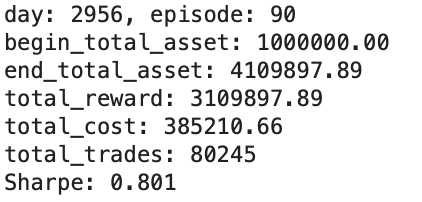 day: 2956, episode: 90
begin_total_asset: 1000000.00
end_total_asset: 4109897.89
total_reward: 3109897.89
total_cost: 385210.66
total_trades: 80245
Sharpe: 0.801